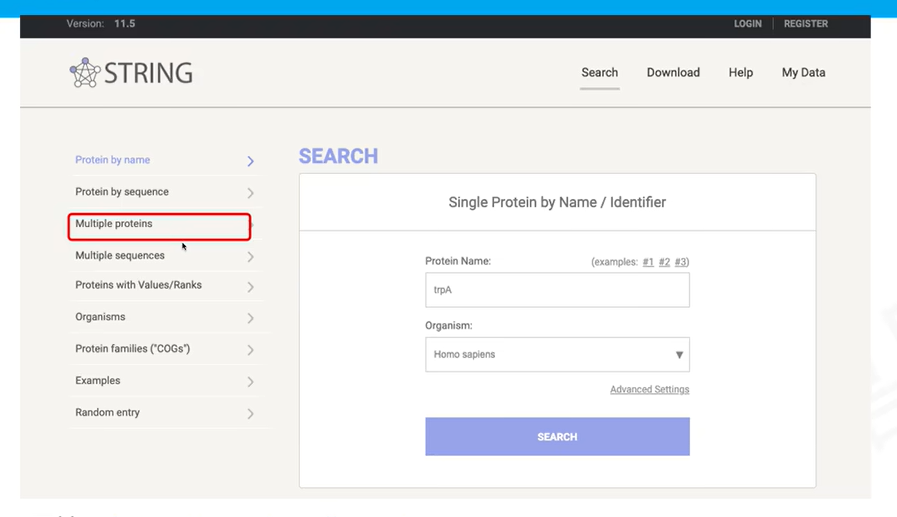 Version: 11.5
LOGIN | REGISTER
STRING
Search Download Help My Data
Protein by name
Protein by sequence
Multiple proteins
Multiple sequences
Proteins with Values/Ranks
Organisms
Protein families ("COGs")
Examples
Random entry
SEARCH
Single Protein by Name / Identifier
Protein Name: (examples: #1 #2 #3)
trpA
Organism:
Homo sapiens
Advanced Settings
SEARCH